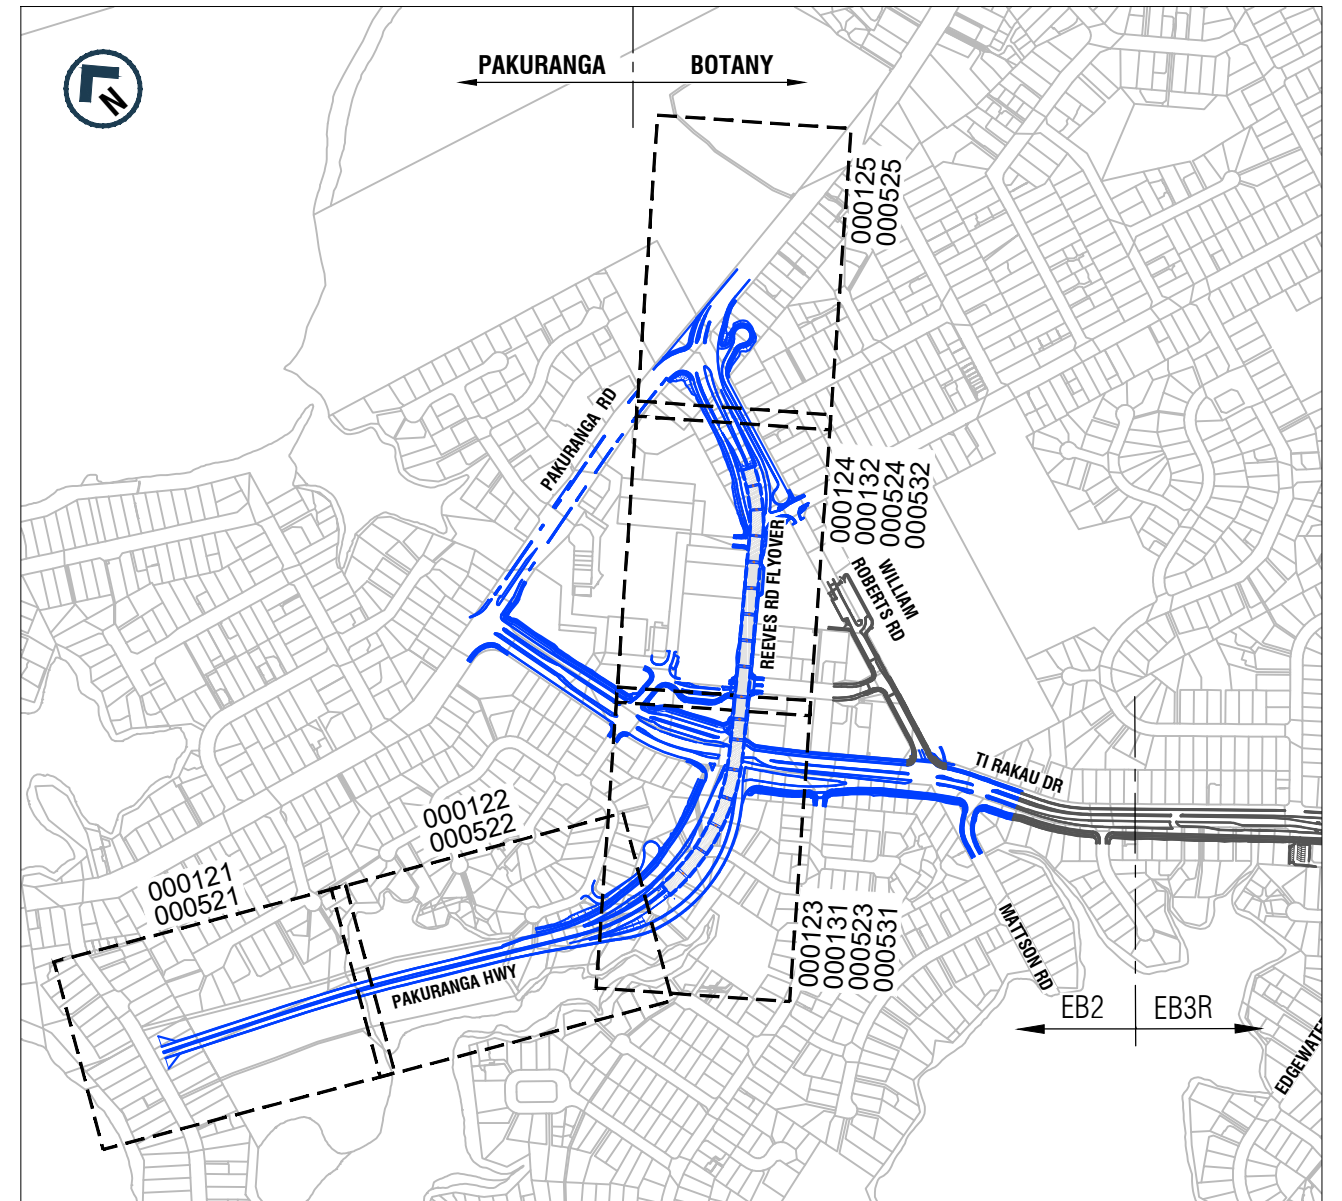 N
PAKURANGA
BOTANY
000125
000525
PAKURANGA RD
000124
000132
000524
000532
REEVES RD FLYOVER
WILLIAM
ROBERTS RD
TI RAKAU DR
000122
000522
000121
000521
PAKURANGA HWY
000123
000131
000523
000531
MATTSON RD
EB2
EB3R